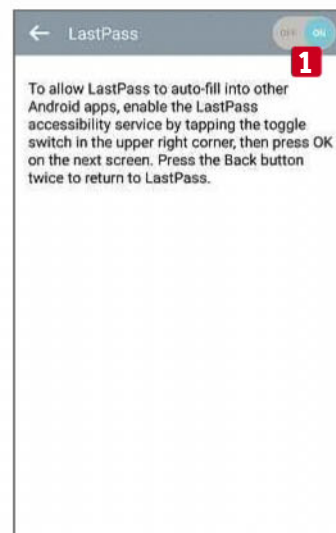 ← LastPass
OFF ON
1
To allow LastPass to auto-fill into other
Android apps, enable the LastPass
accessibility service by tapping the toggle
switch in the upper right corner, then press OK
on the next screen. Press the Back button
twice to return to LastPass.